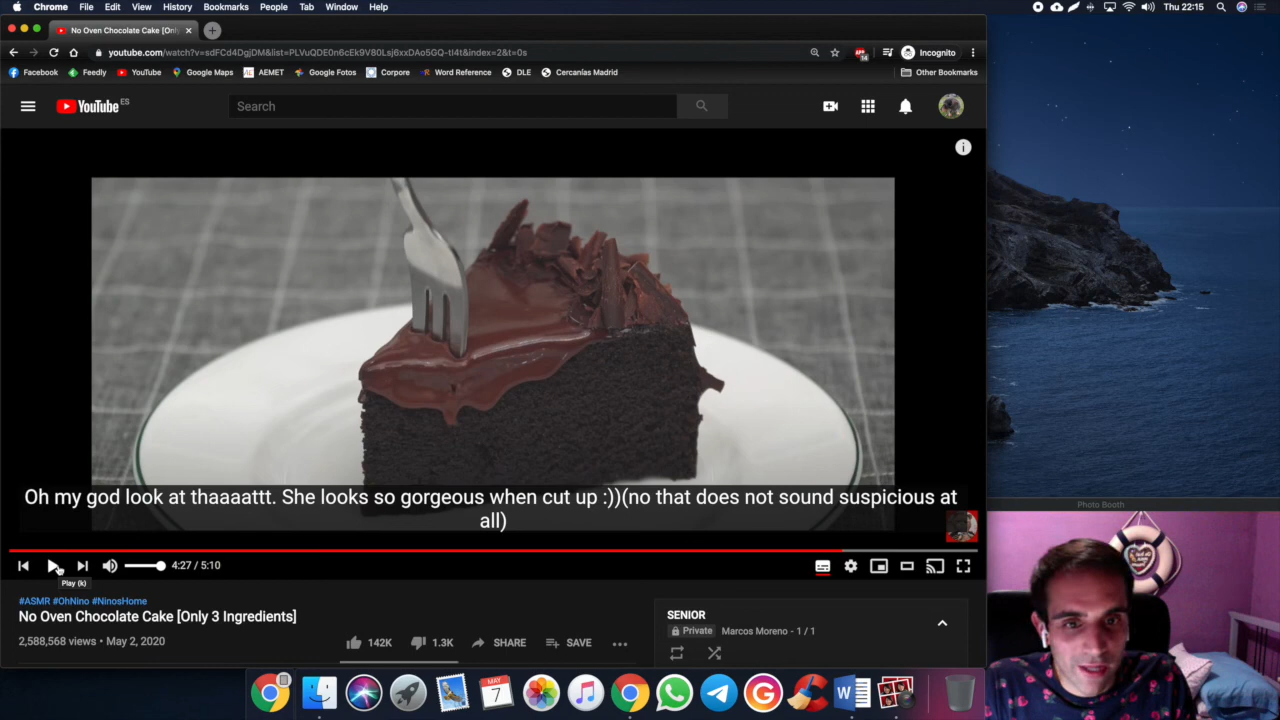 Chrome File Edit View History Bookmarks People Tab Window Help
Thu 22:15
No Oven Chocolate Cake [Only
youtube.com/watch?v=sdFCd4DgjDM&list=PLVuQDE0n6cEk9V80Lsj6xxDAo5GQ-tI4t&index=2&t=0s
Incognito
Facebook Feedly YouTube Google Maps AEMET Google Fotos Corpore Word Reference DLE Cercanías Madrid Other Bookmarks
YouTube ES
Search
Oh my god look at thaaaattt. She looks so gorgeous when cut up :))(no that does not sound suspicious at
all)
Photo Booth
4:27 / 5:10
Play (k)
#ASMR #OhNino #NinosHome
No Oven Chocolate Cake [Only 3 Ingredients]
2,588,568 views • May 2, 2020
142K 1.3K SHARE SAVE
SENIOR
Private Marcos Moreno - 1 / 1
MAY
7